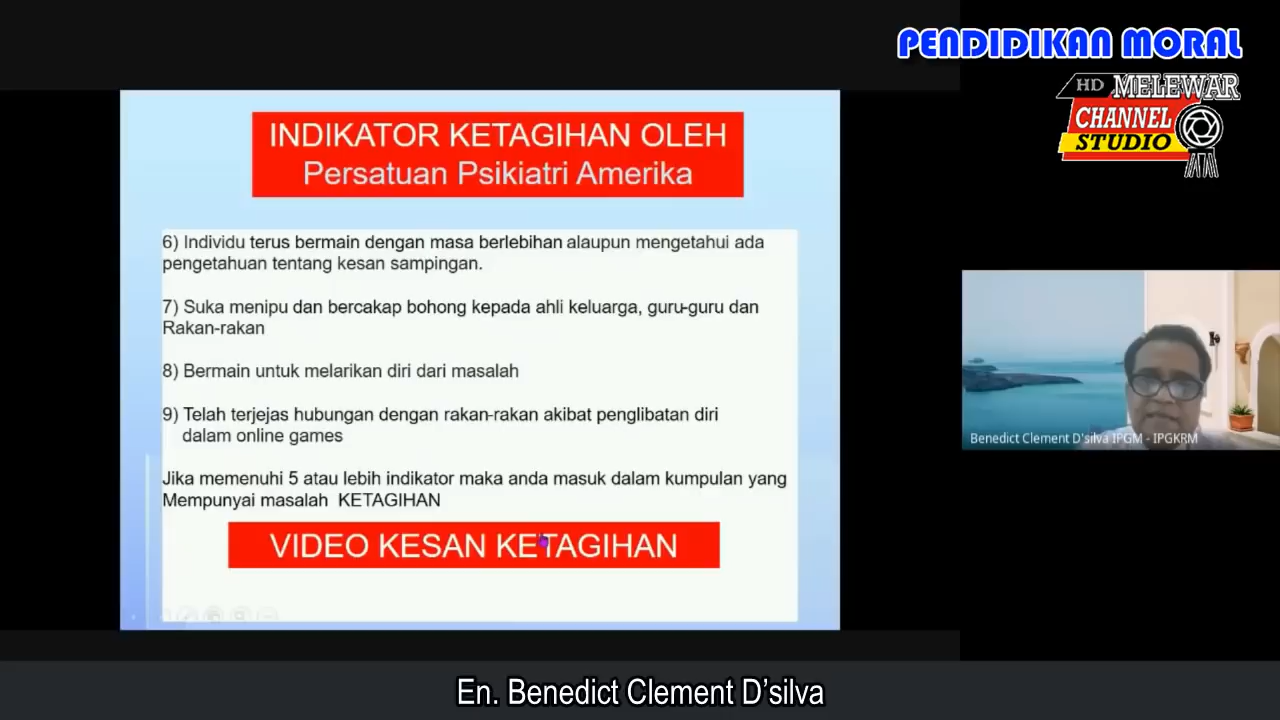 PENDIDIKAN MORAL
HD MELEWAR
CHANNEL
STUDIO
INDIKATOR KETAGIHAN OLEH
Persatuan Psikiatri Amerika
6) Individu terus bermain dengan masa berlebihan alaupun mengetahui ada
pengetahuan tentang kesan sampingan.
7) Suka menipu dan bercakap bohong kepada ahli keluarga, guru-guru dan
Rakan-rakan
8) Bermain untuk melarikan diri dari masalah
9) Telah terjejas hubungan dengan rakan-rakan akibat penglibatan diri
dalam online games
Jika memenuhi 5 atau lebih indikator maka anda masuk dalam kumpulan yang
Mempunyai masalah KETAGIHAN
VIDEO KESAN KETAGIHAN
Benedict Clement D'silva IPGM - IPGKRM
En. Benedict Clement D’silva